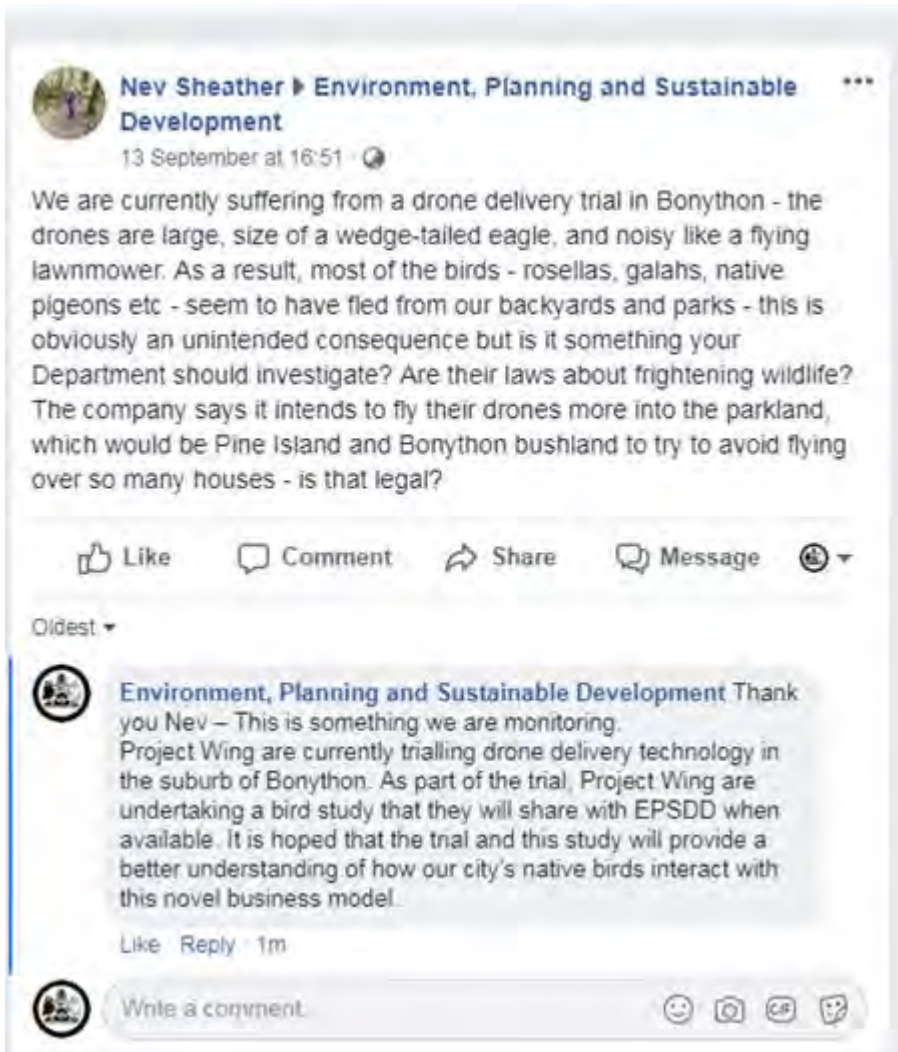 Nev Sheather ▸ Environment, Planning and Sustainable
Development
13 September at 16:51
We are currently suffering from a drone delivery trial in Bonython - the
drones are large, size of a wedge-tailed eagle, and noisy like a flying
lawnmower. As a result, most of the birds - rosellas, galahs, native
pigeons etc - seem to have fled from our backyards and parks - this is
obviously an unintended consequence but is it something your
Department should investigate? Are their laws about frightening wildlife?
The company says it intends to fly their drones more into the parkland,
which would be Pine Island and Bonython bushland to try to avoid flying
over so many houses - is that legal?
Like Comment Share Message
Oldest
Environment, Planning and Sustainable Development Thank
you Nev – This is something we are monitoring.
Project Wing are currently trialling drone delivery technology in
the suburb of Bonython. As part of the trial, Project Wing are
undertaking a bird study that they will share with EPSDD when
available. It is hoped that the trial and this study will provide a
better understanding of how our city's native birds interact with
this novel business model.
Like · Reply · 1m
Write a comment...
GIF